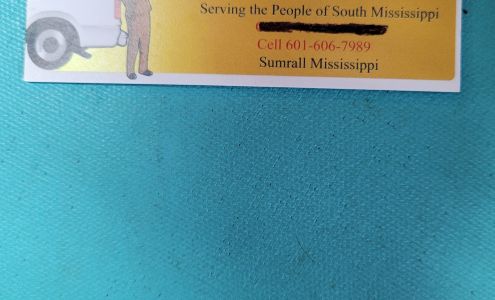 Serving the People of South Mississippi
Cell 601-606-7989
Sumrall Mississippi